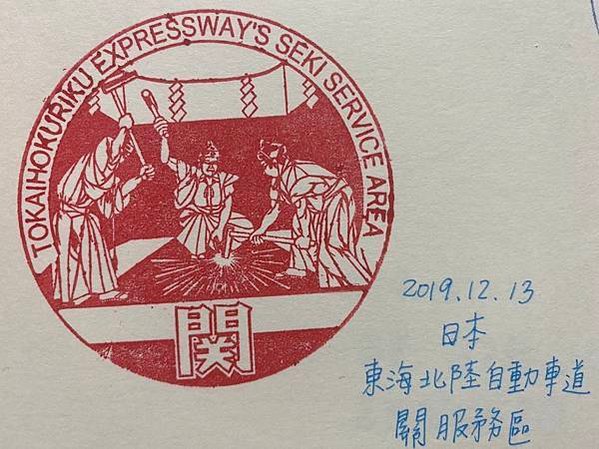 TOKAIHOKURIKU EXPRESSWAY'S SEKI SERVICE AREA
関
2019.12.13
日本
東海北陸自動車道
關服務區